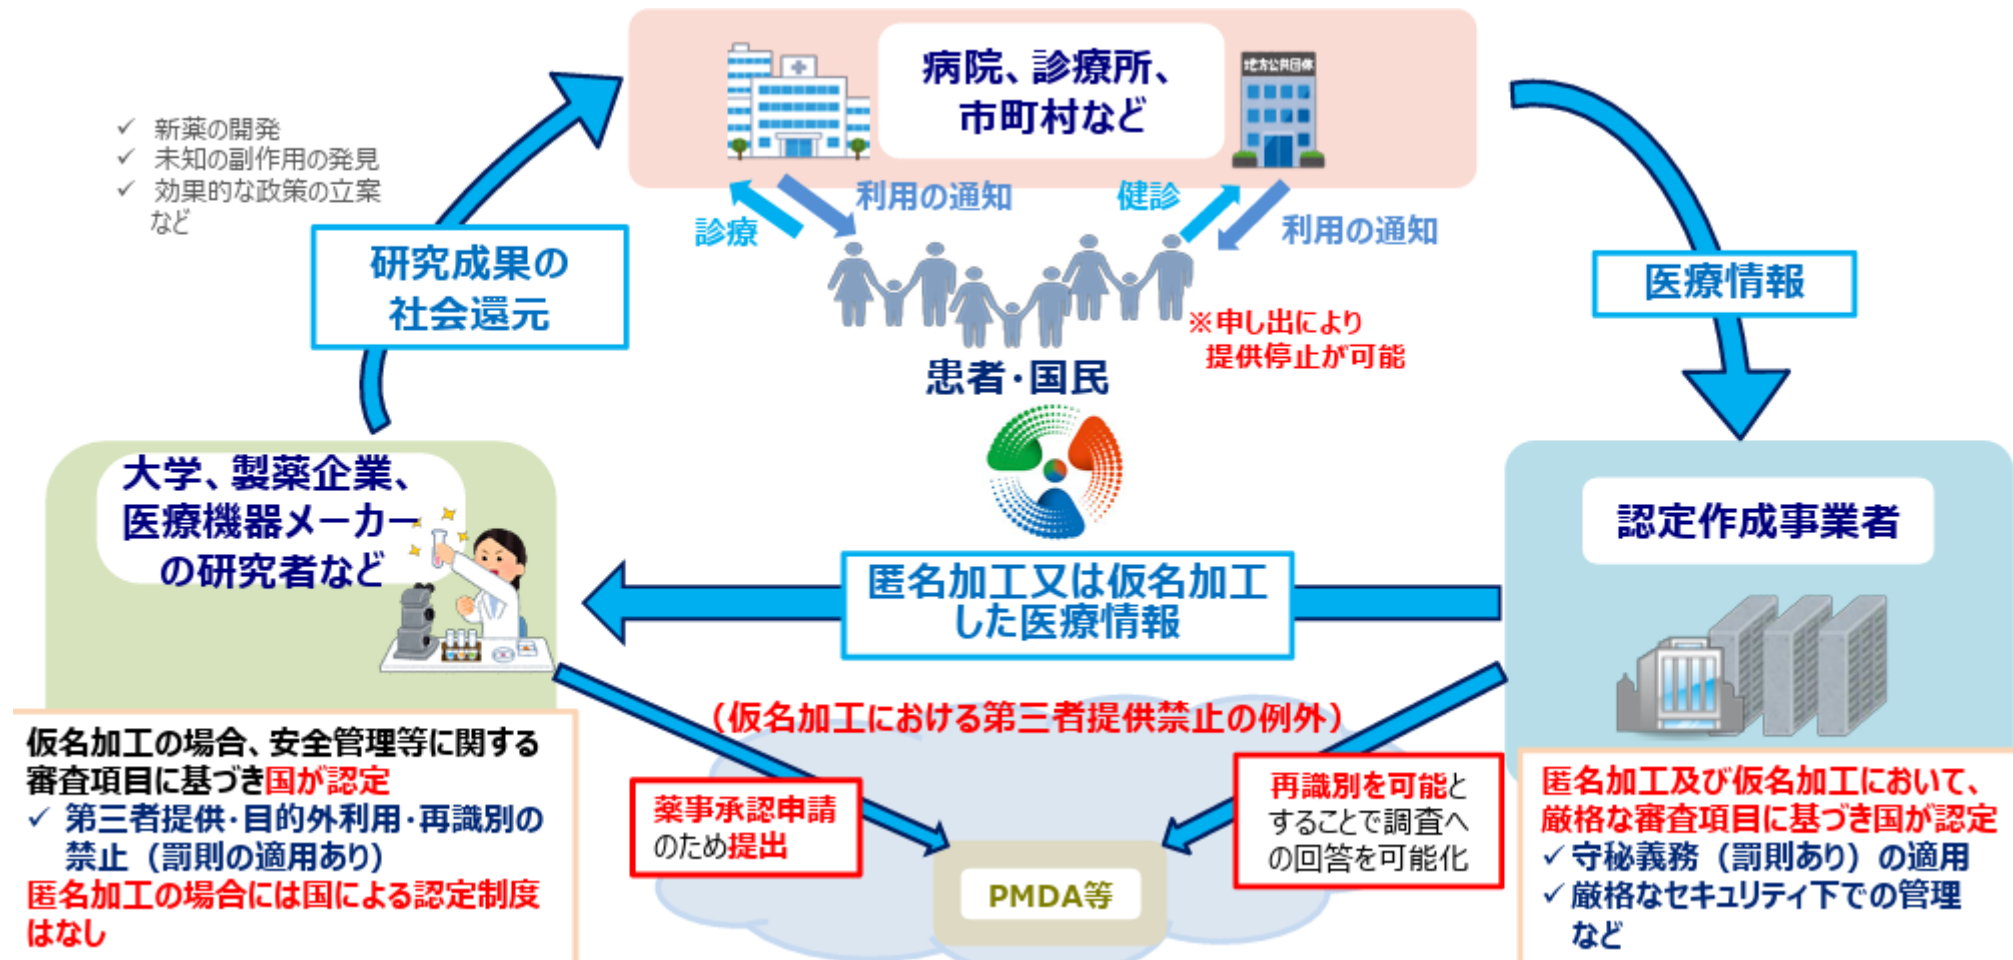 病院、診療所、
市町村など
地方公共団体
✓ 新薬の開発
✓ 未知の副作用の発見
✓ 効果的な政策の立案
など
研究成果の
社会還元
診療
利用の通知
健診
利用の通知
※申し出により
提供停止が可能
患者・国民
医療情報
大学、製薬企業、
医療機器メーカー
の研究者など
認定作成事業者
匿名加工又は仮名加工
した医療情報
(仮名加工における第三者提供禁止の例外)
仮名加工の場合、安全管理等に関する
審査項目に基づき国が認定
✓ 第三者提供・目的外利用・再識別の
禁止(罰則の適用あり)
匿名加工の場合には国による認定制度
はなし
薬事承認申請
のため提出
再識別を可能と
することで調査へ
の回答を可能化
PMDA等
匿名加工及び仮名加工において、
厳格な審査項目に基づき国が認定
✓ 守秘義務(罰則あり)の適用
✓ 厳格なセキュリティ下での管理
など